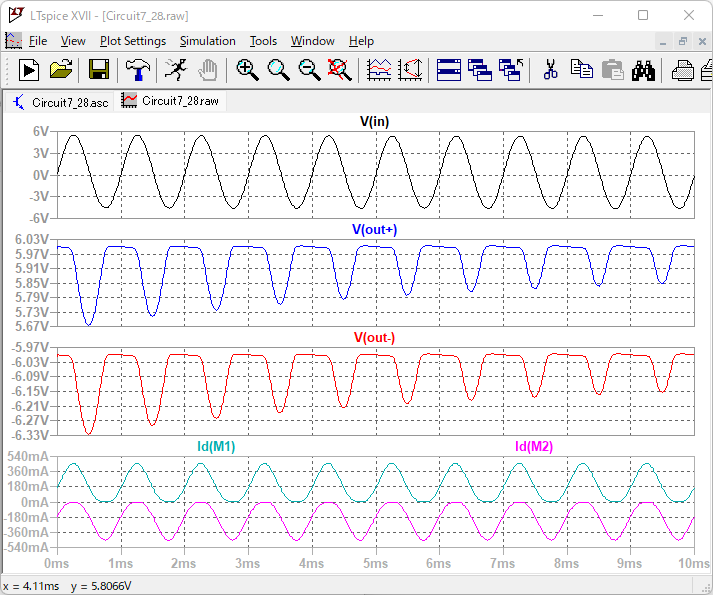 LTspice XVII - [Circuit7_28.raw]
File View Plot Settings Simulation Tools Window Help
Circuit7_28.asc Circuit7_28.raw
V(in)
6V
3V
0V
-3V
-6V
V(out+)
6.03V
5.97V
5.91V
5.85V
5.79V
5.73V
5.67V
V(out-)
-5.97V
-6.03V
-6.09V
-6.15V
-6.21V
-6.27V
-6.33V
Id(M1) Id(M2)
540mA
360mA
180mA
0mA
-180mA
-360mA
-540mA
0ms 1ms 2ms 3ms 4ms 5ms 6ms 7ms 8ms 9ms 10ms
x = 4.11ms y = 5.8066V